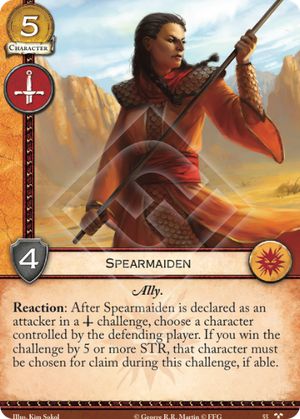 5
CHARACTER
4
SPEARMAIDEN
Ally.
Reaction: After Spearmaiden is declared as an
attacker in a challenge, choose a character
controlled by the defending player. If you win the
challenge by 5 or more STR, that character must
be chosen for claim during this challenge, if able.
Illus. Kim Sokol
© George R.R. Martin © FFG